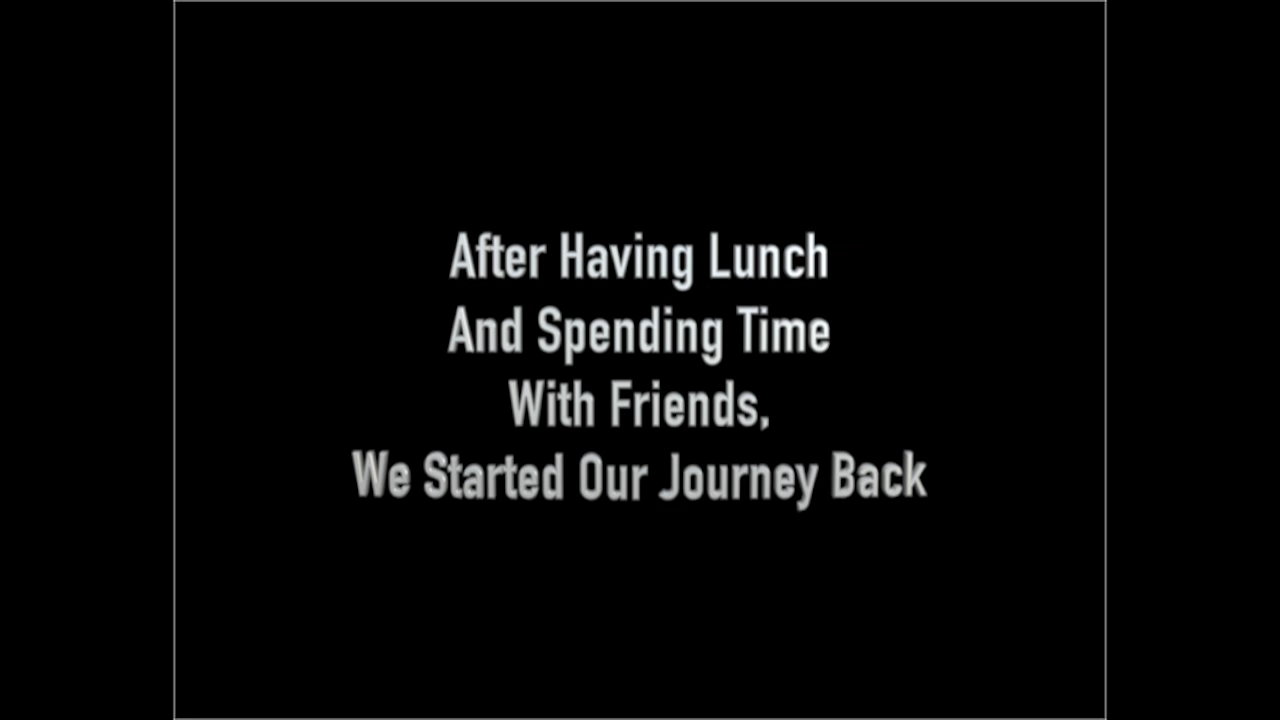 After Having Lunch
And Spending Time
With Friends,
We Started Our Journey Back